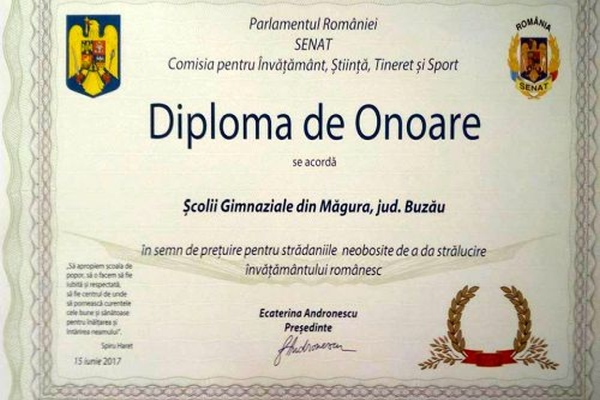 Parlamentul României
SENAT
Comisia pentru Învățământ, Știință, Tineret și Sport
ROMÂNIA
SENAT
Diploma de Onoare
se acordă
Școlii Gimnaziale din Măgura, jud. Buzău
în semn de prețuire pentru strădaniile neobosite de a da strălucire
învățământului românesc
„Să apropiem școala de
popor, să o facem să fie
iubită și respectată,
să fie centrul de unde
să pornească curentele
cele bune și sănătoase
pentru înălțarea și
întărirea neamului".
Spiru Haret
15 iunie 2017
Ecaterina Andronescu
Președinte